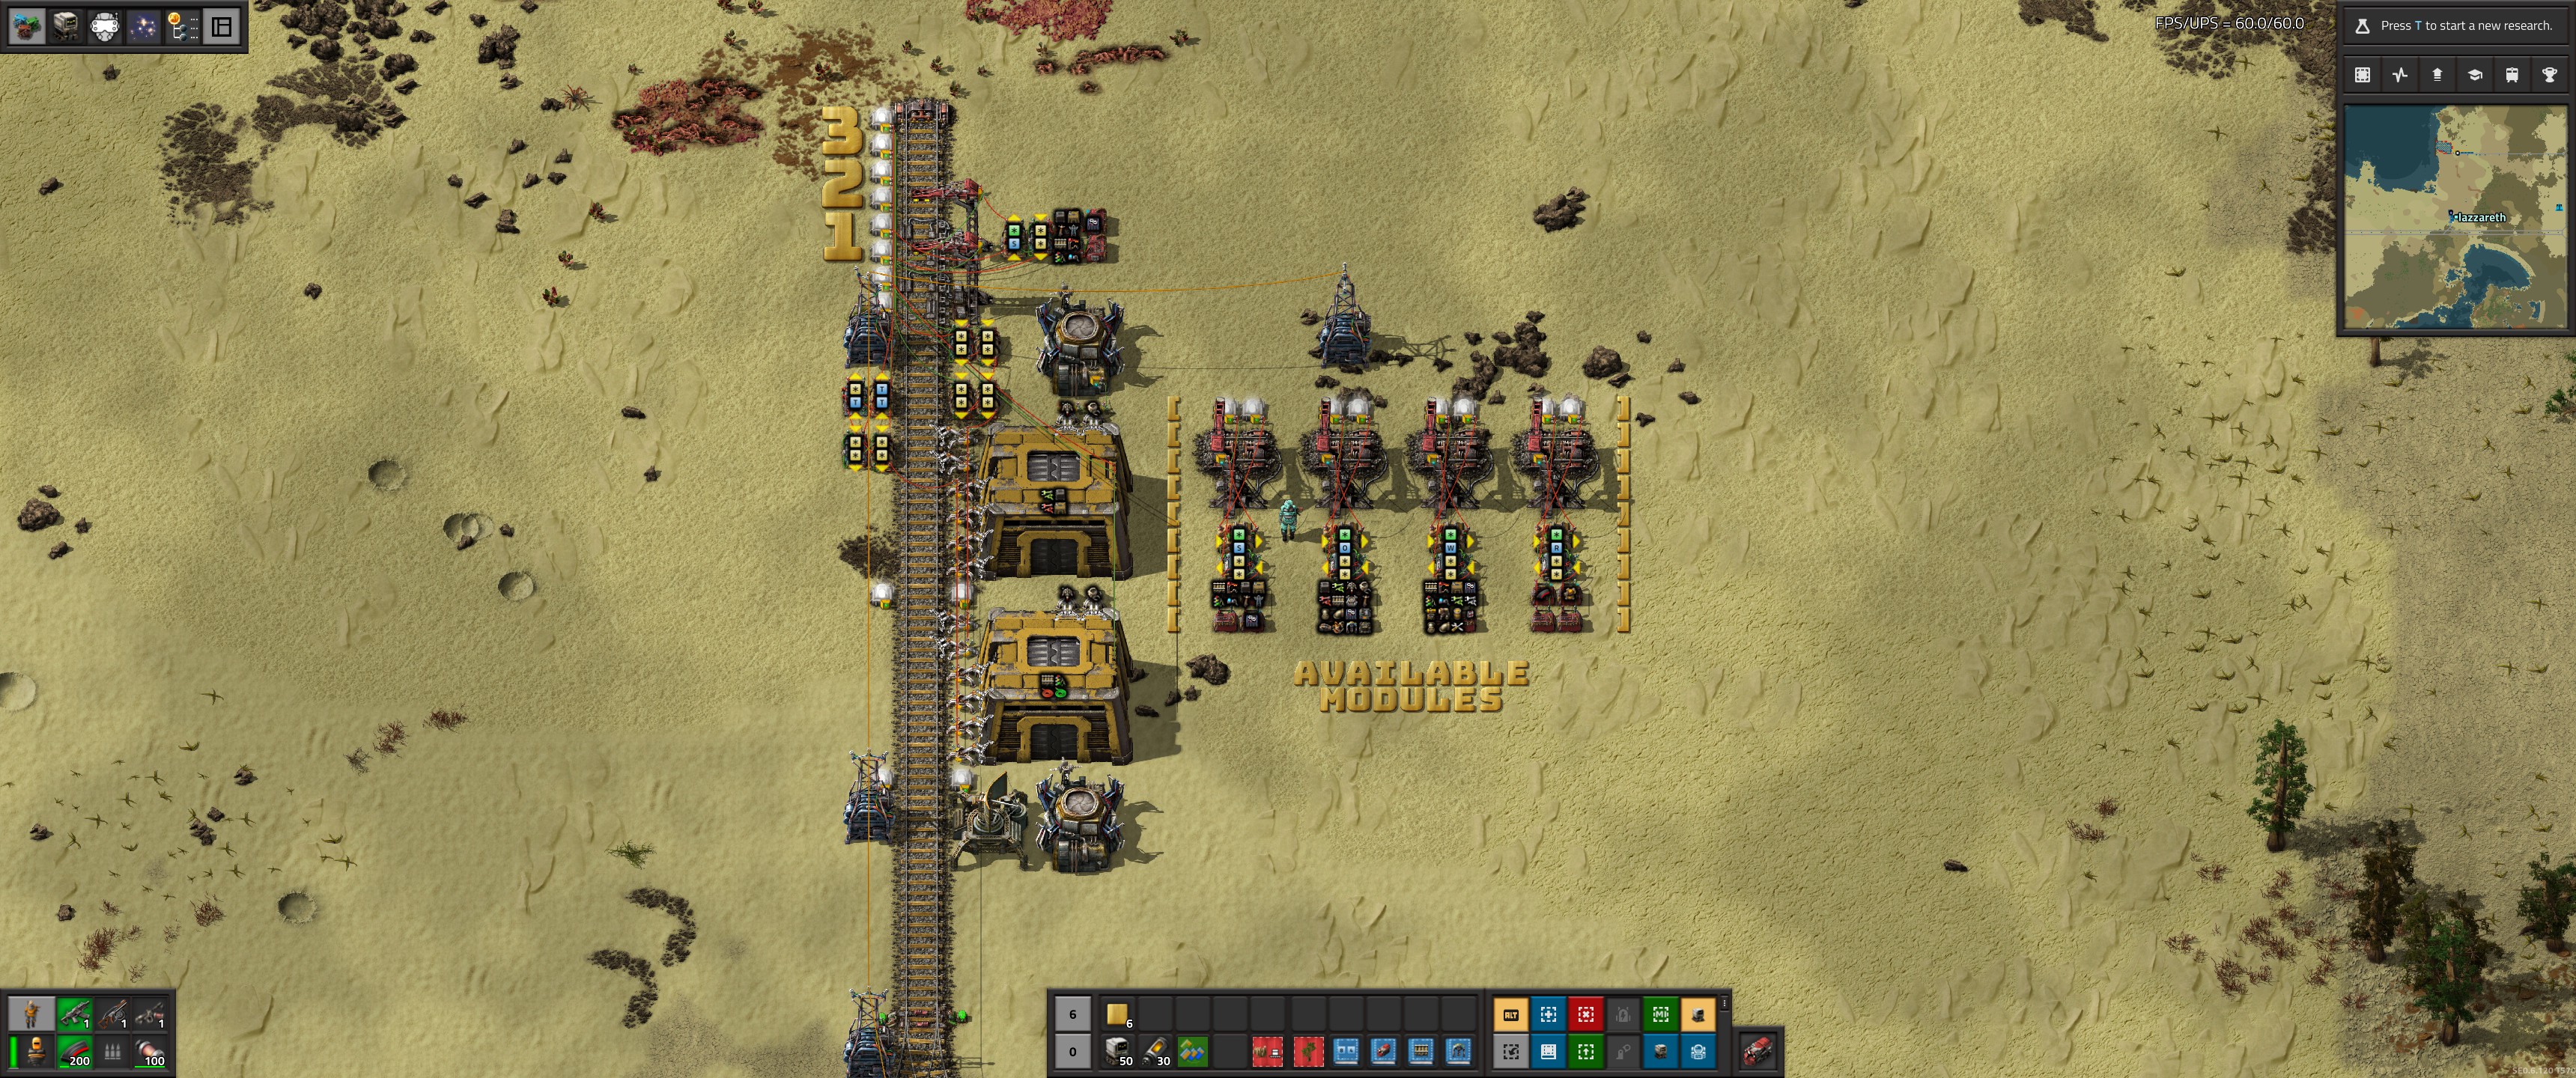 FPS/UPS = 60.0/60.0
Press T to start a new research.
lazzareth
3
2
1
S
T
T
T
S
O
W
R
AVAILABLE
MODULES
6
6
0
50
30
ALT
1
1
1
200
100